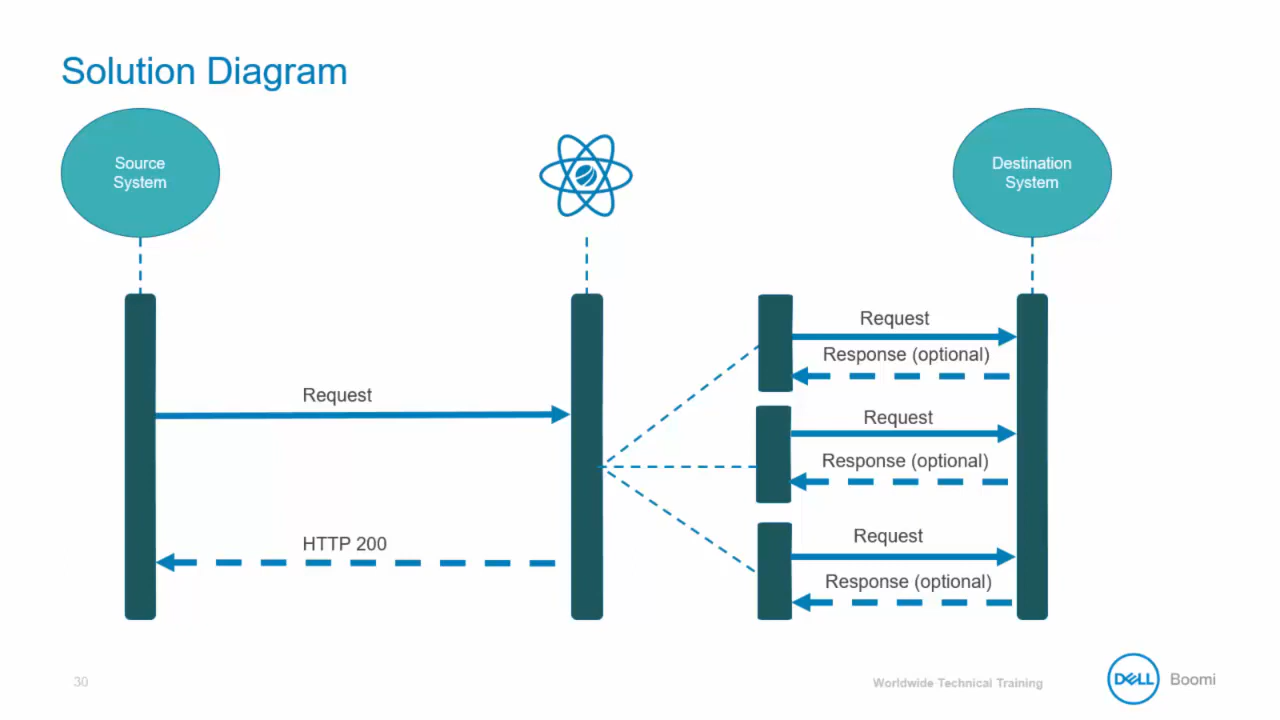 Solution Diagram
Source
System
Destination
System
Request
Response (optional)
Request
Request
Response (optional)
Request
HTTP 200
Response (optional)
30
Worldwide Technical Training
DELL
Boomi